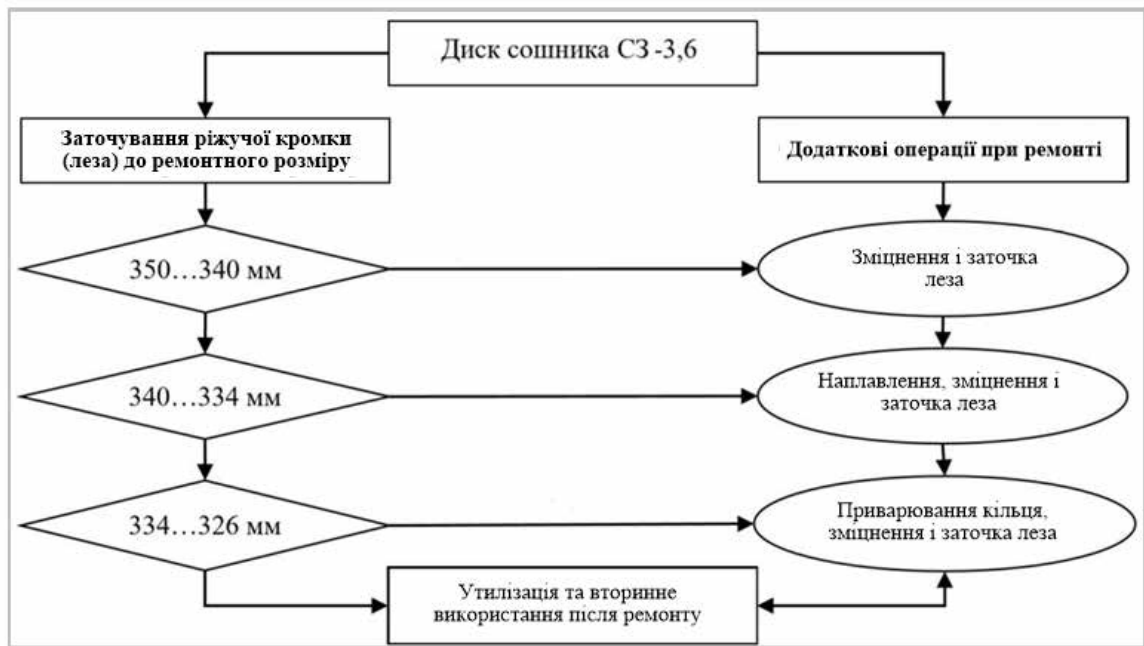 Диск сошника СЗ -3,6
Заточування ріжучої кромки
(леза) до ремонтного розміру
Додаткові операції при ремонті
350…340 мм
Зміцнення і заточка
леза
340…334 мм
Наплавлення, зміцнення і
заточка леза
334…326 мм
Приварювання кільця,
зміцнення і заточка леза
Утилізація та вторинне
використання після ремонту